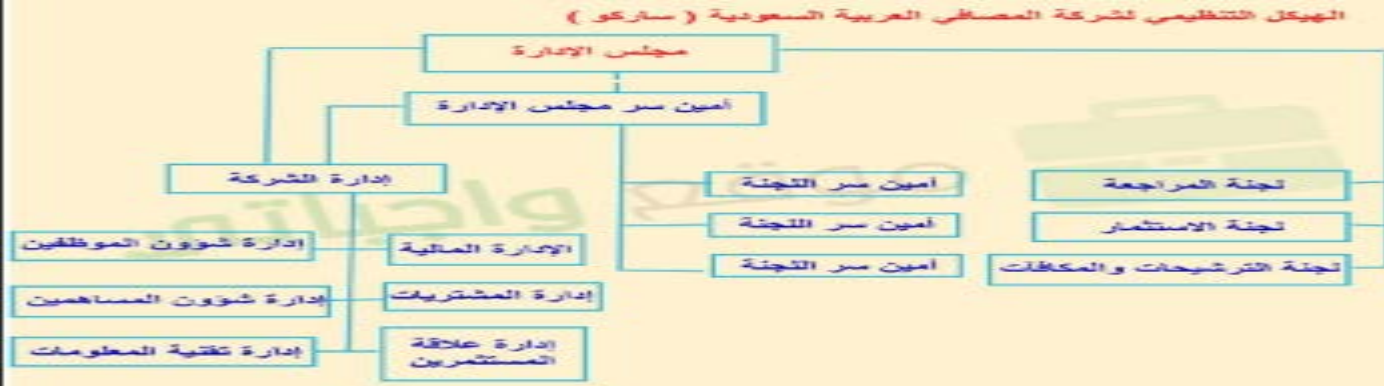 الهيكل التنظيمي لشركة المصافي العربية السعودية ( ساركو )
مجلس الإدارة
أمين سر مجلس الإدارة
إدارة الشركة
لجنة المراجعة
أمين سر اللجنة
لجنة الاستثمار
أمين سر اللجنة
لجنة الترشيحات والمكافآت
أمين سر اللجنة
الإدارة المالية
إدارة شؤون الموظفين
إدارة المشتريات
إدارة شؤون المساهمين
إدارة علاقة
المستثمرين
إدارة تقنية المعلومات
موقع واجباتي